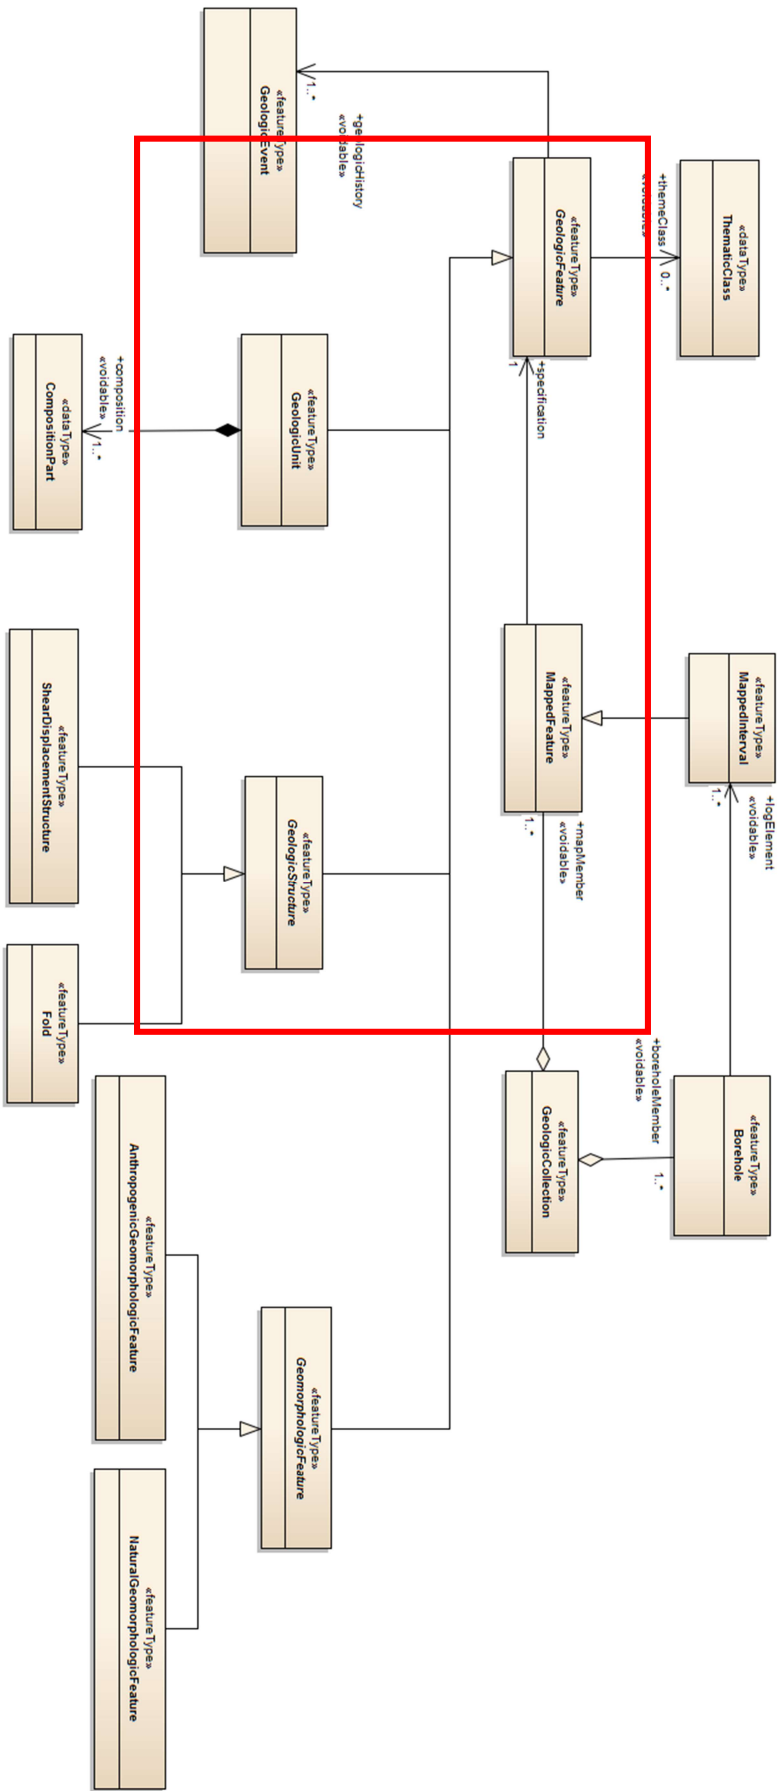 «dataType»
ThematicClass
+themeClass
«voidable»
0..*
«featureType»
MappedInterval
+logElement
«voidable»
1..*
«featureType»
Borehole
+boreholeMember
«voidable»
1..*
«featureType»
GeologicFeature
+specification
1
«featureType»
MappedFeature
+mapMember
«voidable»
1..*
«featureType»
GeologicCollection
+geologicHistory
«voidable»
1..*
«featureType»
GeologicEvent
«featureType»
GeologicUnit
«featureType»
GeologicStructure
«featureType»
GeomorphologicFeature
+composition
«voidable»
1..*
«dataType»
CompositionPart
«featureType»
ShearDisplacementStructure
«featureType»
Fold
«featureType»
AnthropogenicGeomorphologicFeature
«featureType»
NaturalGeomorphologicFeature